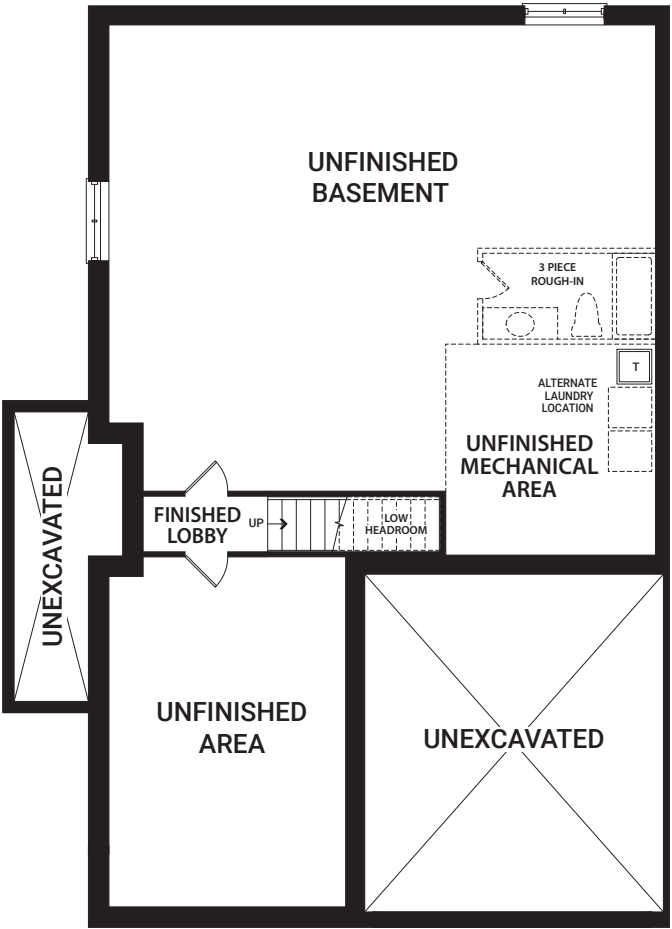 UNFINISHED
BASEMENT
3 PIECE
ROUGH-IN
T
ALTERNATE
LAUNDRY
LOCATION
UNFINISHED
MECHANICAL
AREA
UNEXCAVATED
FINISHED
LOBBY
UP
LOW
HEADROOM
UNFINISHED
AREA
UNEXCAVATED